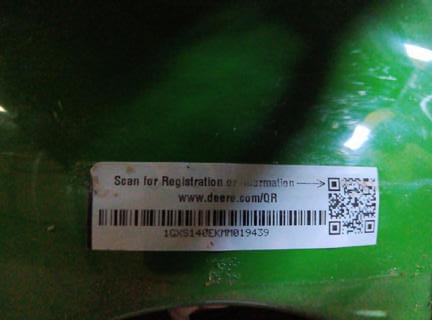 Scan for Registration or Information
www.deere.com/QR
1GXS140EKMM019439